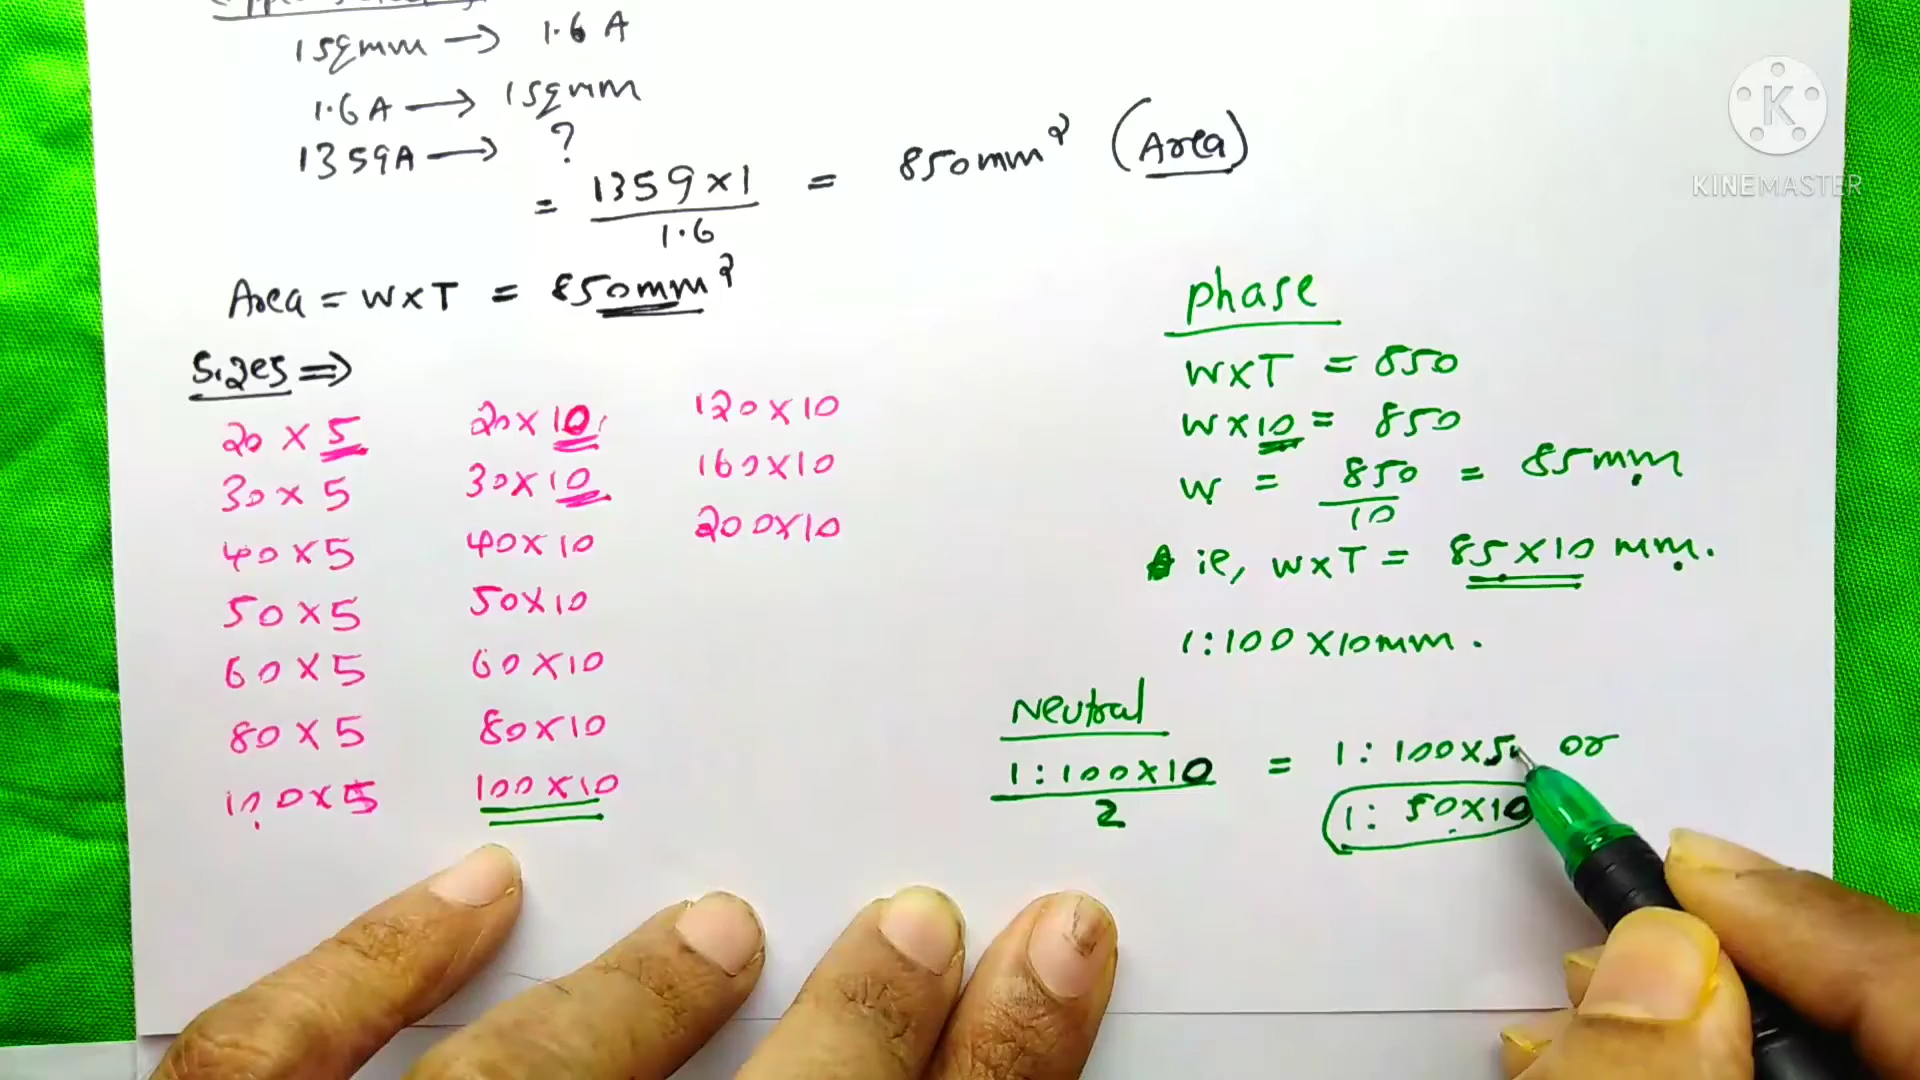 1sqmm → 1.6 A
1.6A → 1sqmm
1359A → ?
= 1359 x 1 / 1.6 = 850mm² (Area)
Area = W x T = 850mm²
Sizes ⇒
20 x 5
30 x 5
40 x 5
50 x 5
60 x 5
80 x 5
100 x 5
20 x 10
30 x 10
40 x 10
50 x 10
60 x 10
80 x 10
100 x 10
120 x 10
160 x 10
200 x 10
phase
W x T = 850
W x 10 = 850
W = 850 / 10 = 85mm
ie, W x T = 85 x 10 mm.
1:100 x 10mm.
Neutral
1:100 x 10 / 2 = 1: 100 x 5 or
1: 50 x 10
K
KINEMASTER